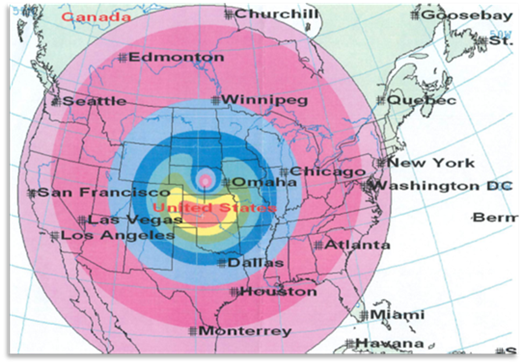 Canada
#Churchill
#Goosebay
#St.
#Edmonton
#Seattle
#Winnipeg
#Quebec
#New York
#Chicago
#Omaha
#Washington DC
#San Francisco
United States
#Las Vegas
Berm
#Los Angeles
#Atlanta
#Dallas
#Houston
#Miami
#Monterrey
#Havana